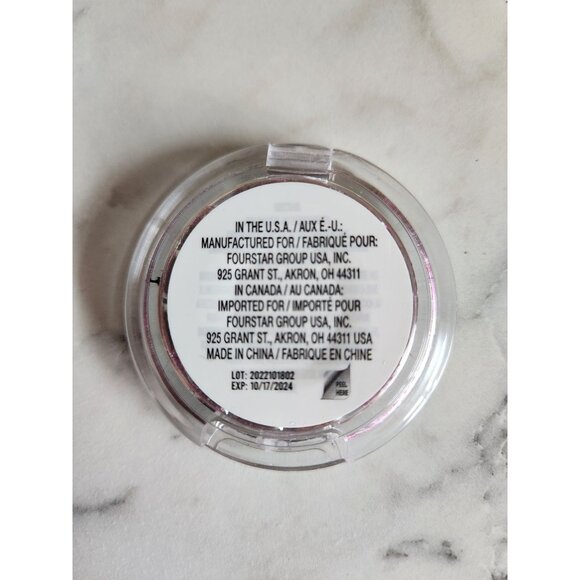 IN THE U.S.A. / AUX É.-U.:
MANUFACTURED FOR / FABRIQUÉ POUR:
FOURSTAR GROUP USA, INC.
925 GRANT ST., AKRON, OH 44311
IN CANADA / AU CANADA:
IMPORTED FOR / IMPORTÉ POUR
FOURSTAR GROUP USA, INC.
925 GRANT ST., AKRON, OH 44311 USA
MADE IN CHINA / FABRIQUE EN CHINE
LOT: 2022101802
EXP: 10/17/2024
PEEL
HERE